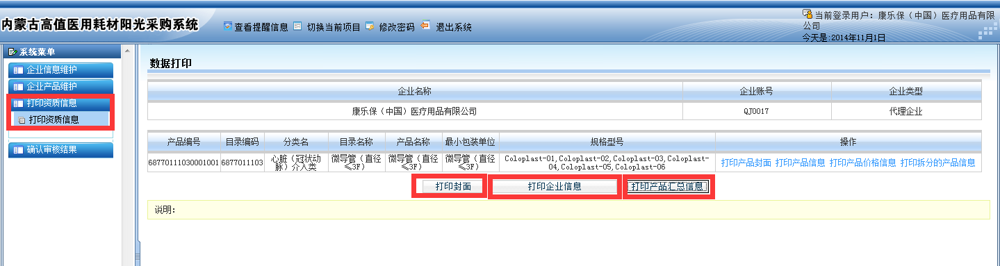 内蒙古高值医用耗材阳光采购系统
查看提醒信息 切换当前项目 修改密码 退出系统
当前登录用户：康乐保（中国）医疗用品有限
公司
今天是:2014年11月1日
系统菜单
企业信息维护
企业产品维护
打印资质信息
打印资质信息
确认审核结果
数据打印
企业名称 企业账号 企业类型
康乐保（中国）医疗用品有限公司 QJ0017 代理企业
产品编号 目录编码 分类名 目录名称 产品名称 最小包装单位 规格型号 操作
68770111030001001 6877011103 心脏（冠状动
脉）介入类 微导管（直径
≤3F） 微导管（直径
≤3F） 微导管（直径
≤3F） Coloplast-01,Coloplast-02,Coloplast-03,Coloplast-
04,Coloplast-05,Coloplast-06 打印产品封面 打印产品信息 打印产品价格信息 打印拆分的产品信息
打印封面 打印企业信息 打印产品汇总信息
说明: